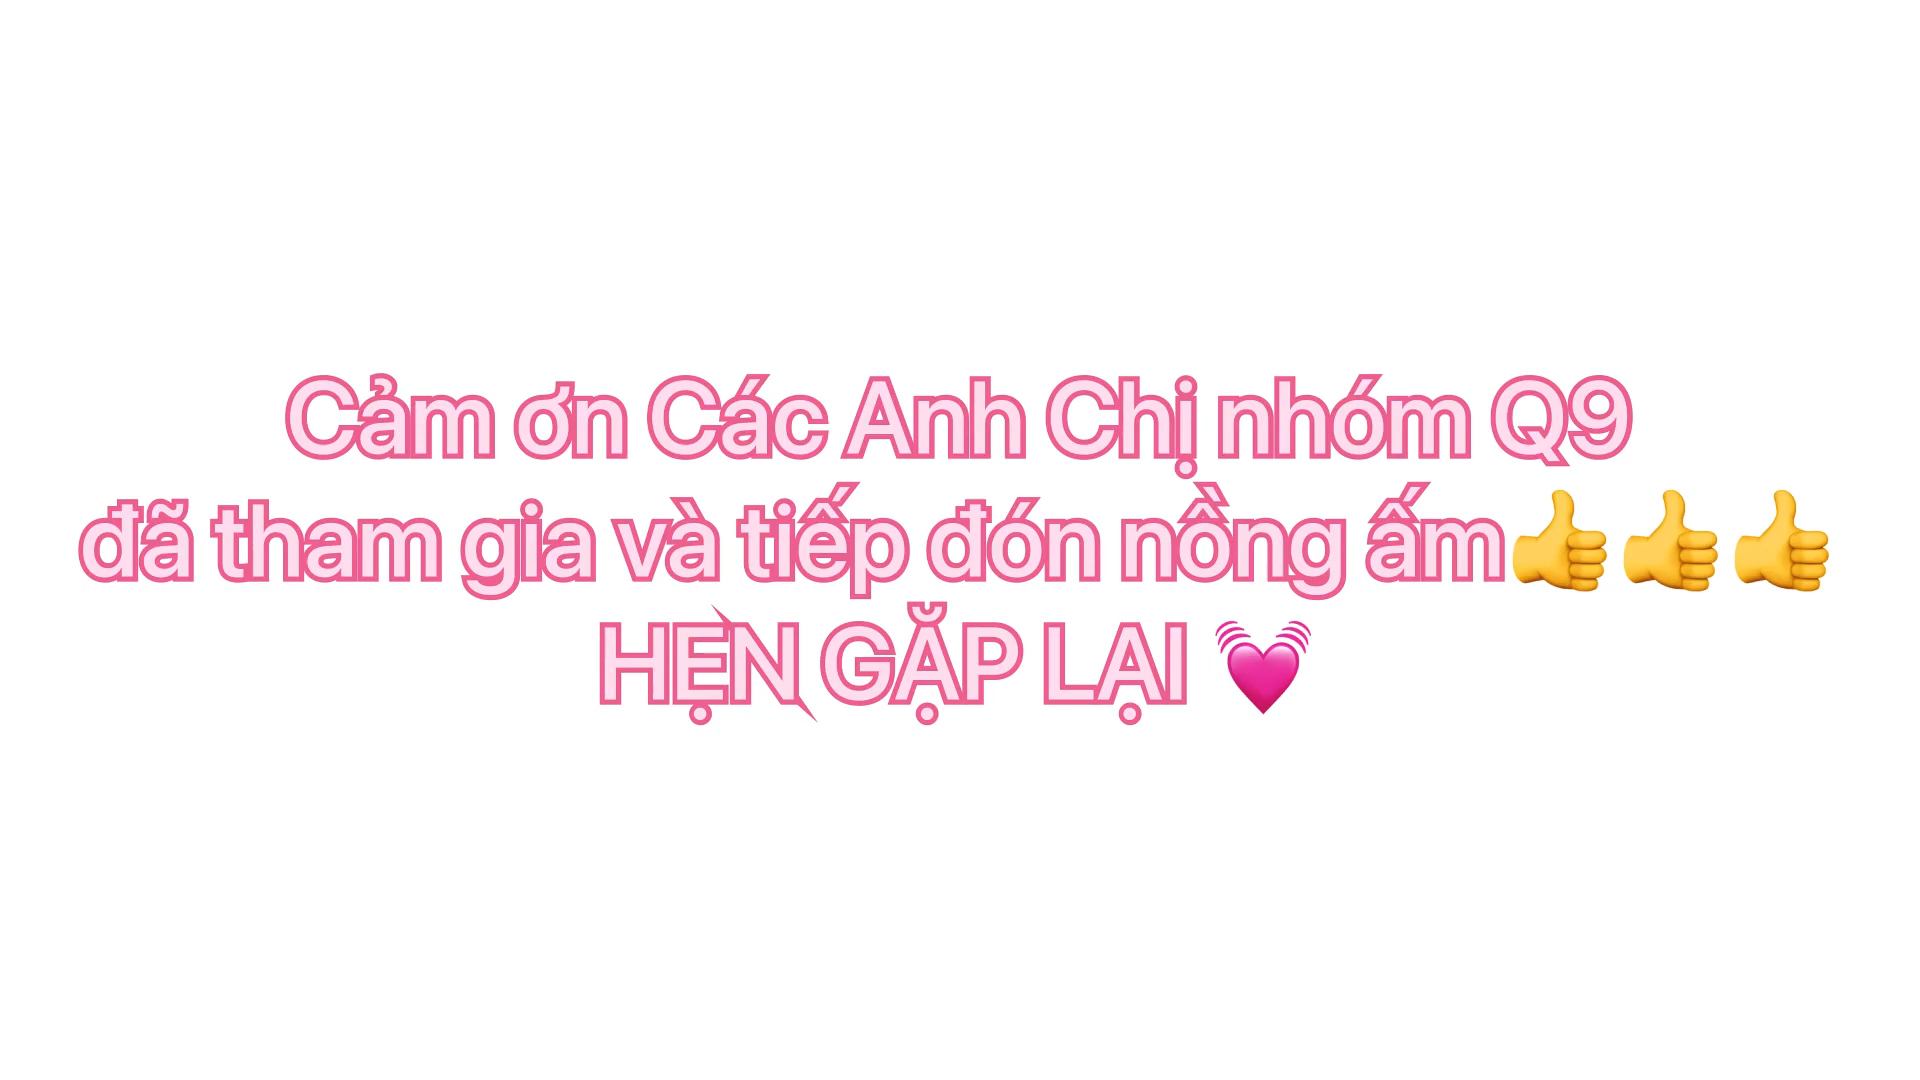 Cảm ơn Các Anh Chị nhóm Q9
đã tham gia và tiếp đón nồng ấm👍👍👍
HẸN GẶP LẠI 💓